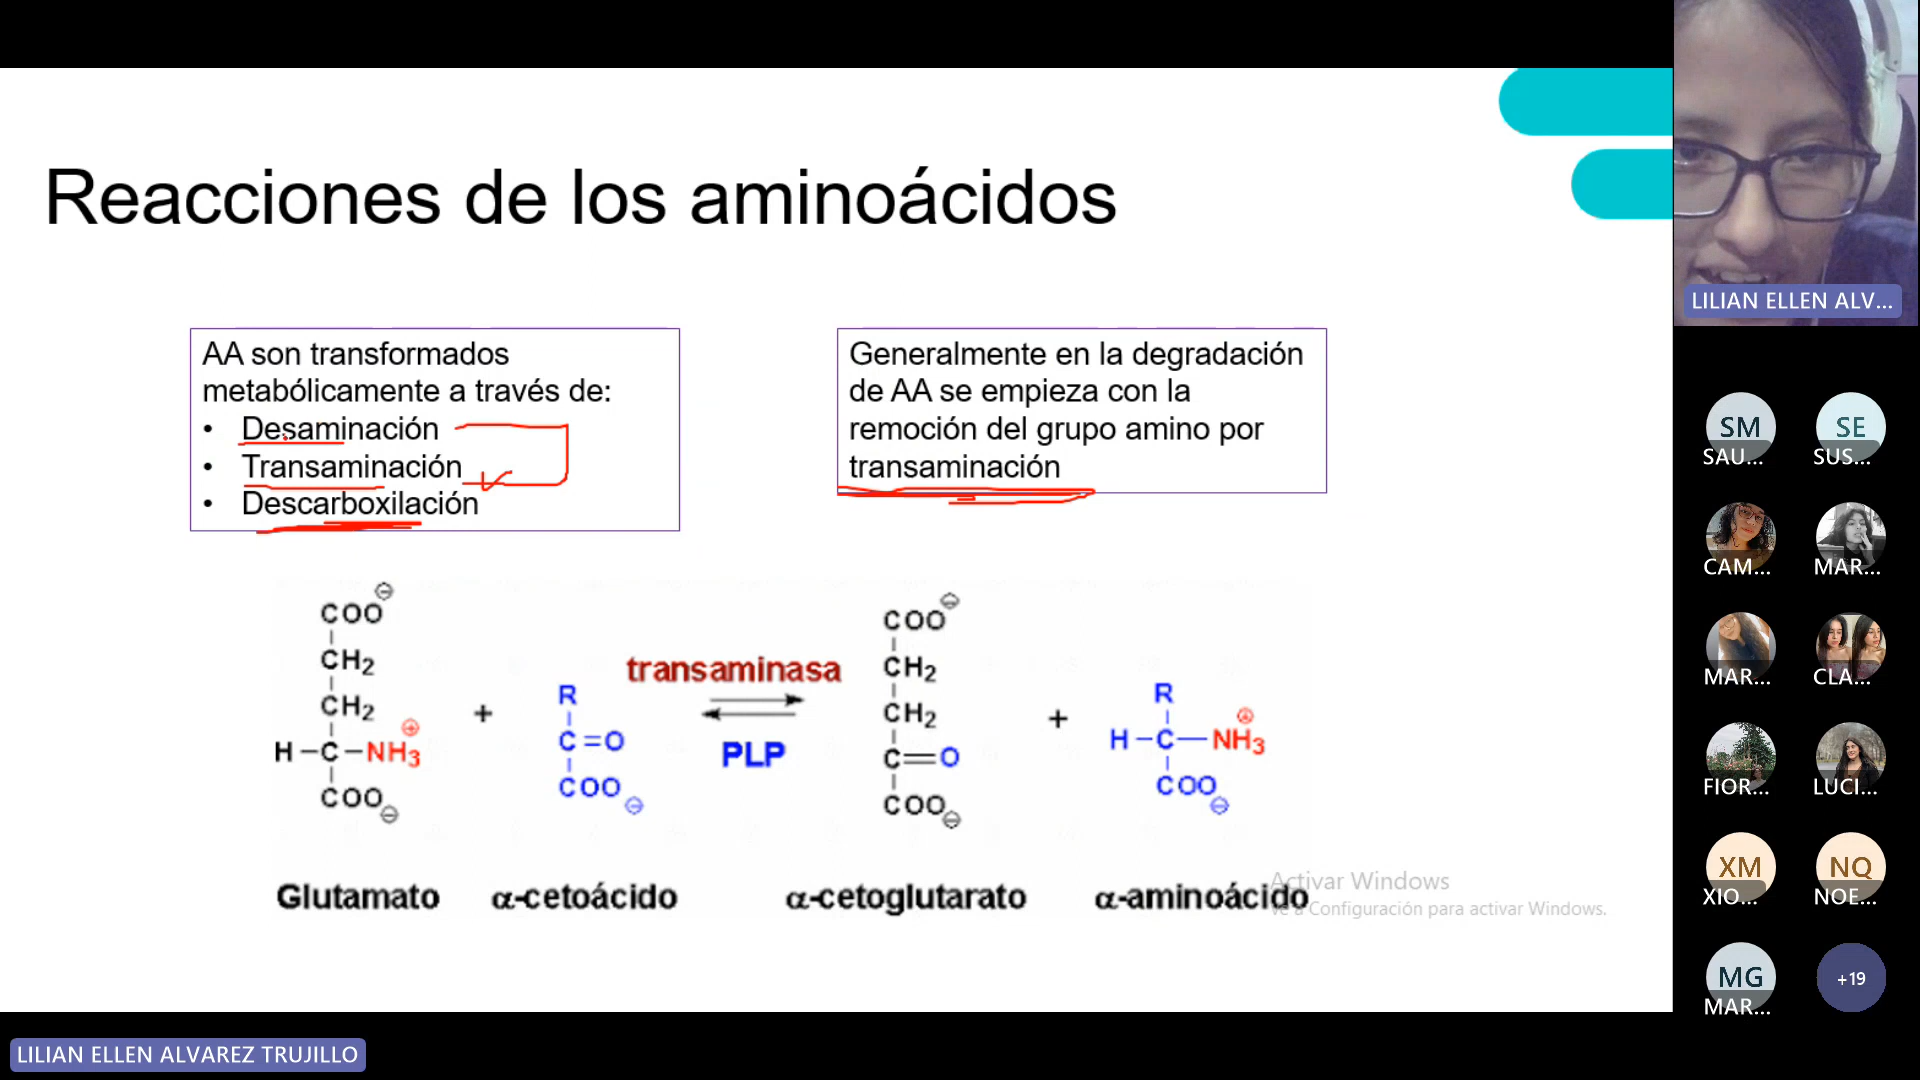 Reacciones de los aminoácidos
AA son transformados
metabólicamente a través de:
• Desaminación
• Transaminación
• Descarboxilación
Generalmente en la degradación
de AA se empieza con la
remoción del grupo amino por
transaminación
COO⊖
CH2
CH2
H–C–NH3⊕
COO⊖
+
R
C=O
COO⊖
transaminasa
PLP
COO⊖
CH2
CH2
C=O
COO⊖
+
R
H–C–NH3⊕
COO⊖
Glutamato
α-cetoácido
α-cetoglutarato
α-aminoácido
Activar Windows
Ve a Configuración para activar Windows.
LILIAN ELLEN ALV...
SM
SAU...
SE
SUS...
CAM...
MAR...
MAR...
CLA...
FIOR...
LUCI...
XM
XIO...
NQ
NOE...
MG
MAR...
+19
LILIAN ELLEN ALVAREZ TRUJILLO